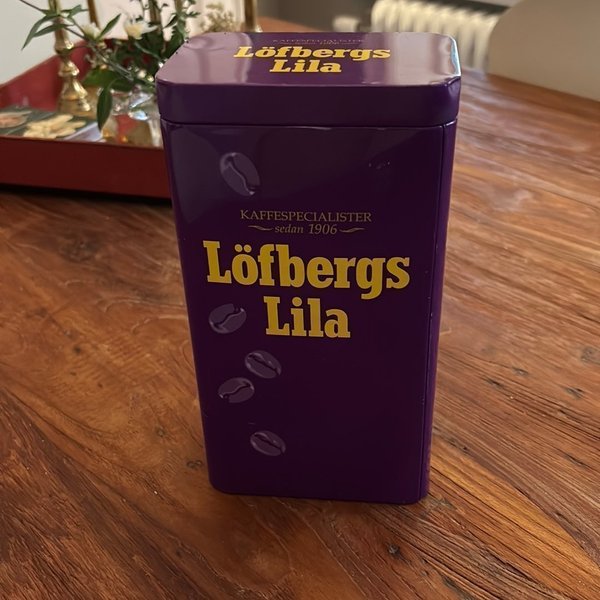 Löfbergs
Lila
KAFFESPECIALISTER
sedan 1906
Löfbergs
Lila